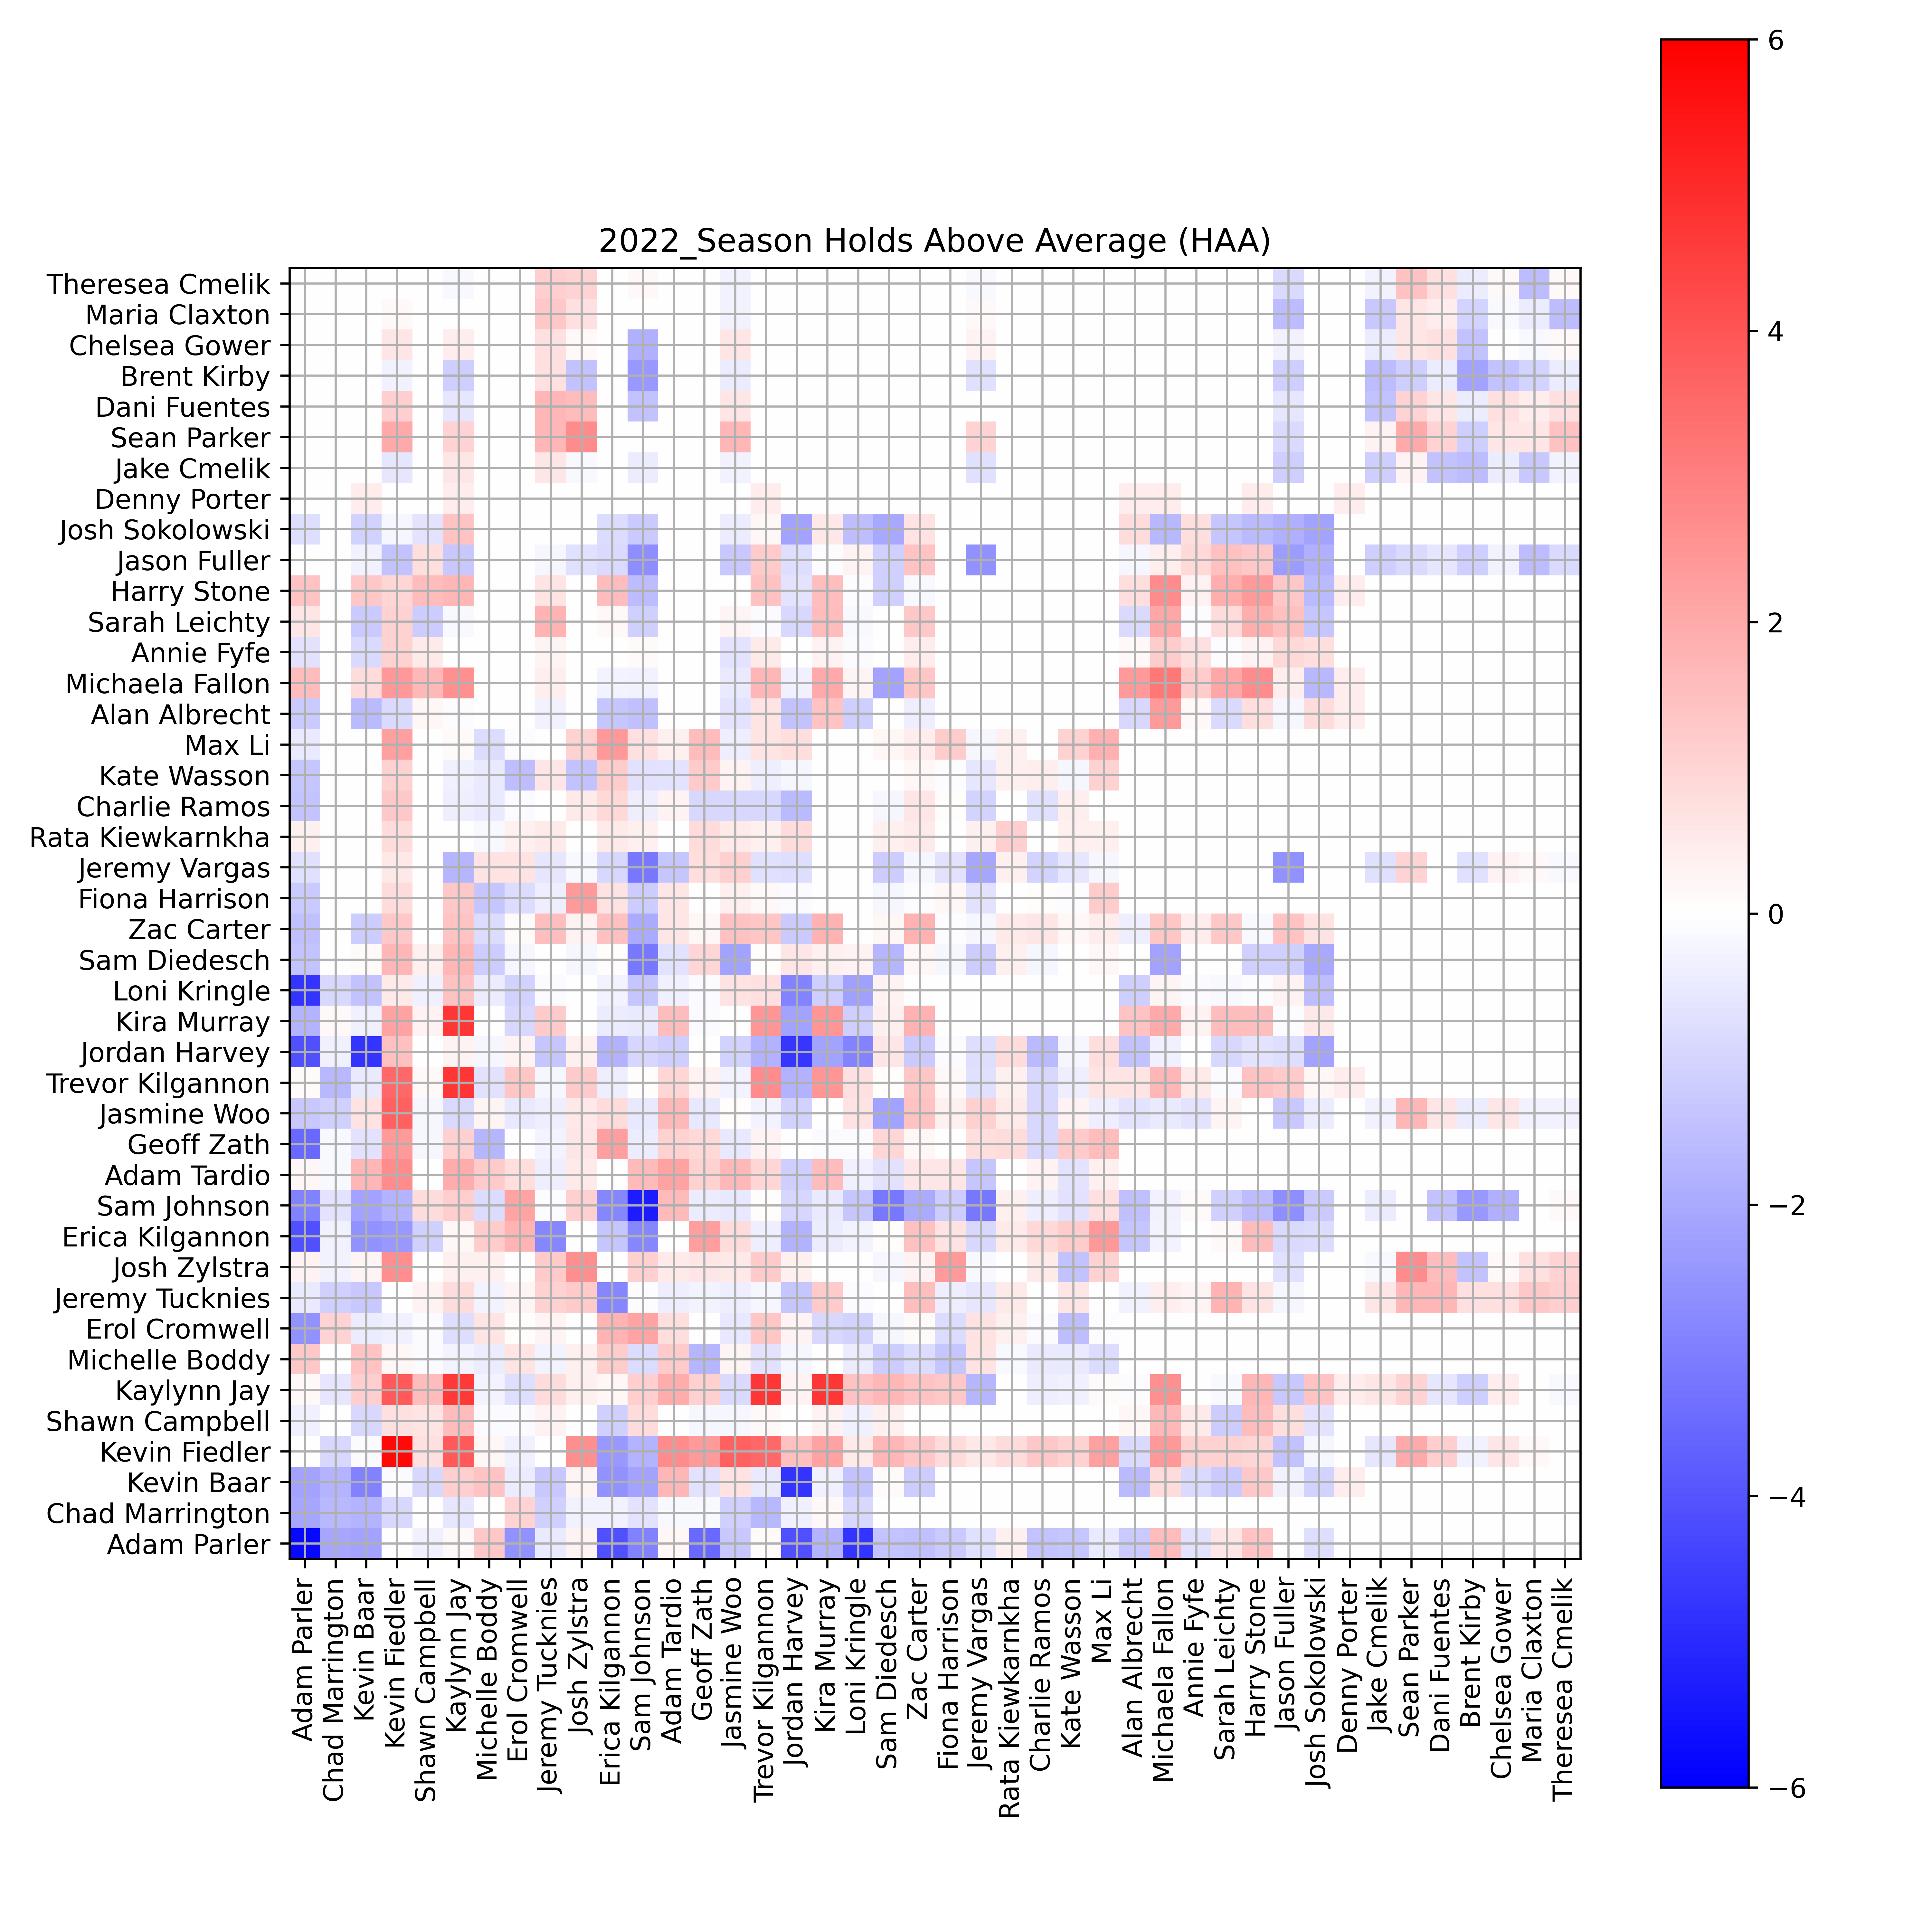 2022_Season Holds Above Average (HAA)
Theresea Cmelik
Maria Claxton
Chelsea Gower
Brent Kirby
Dani Fuentes
Sean Parker
Jake Cmelik
Denny Porter
Josh Sokolowski
Jason Fuller
Harry Stone
Sarah Leichty
Annie Fyfe
Michaela Fallon
Alan Albrecht
Max Li
Kate Wasson
Charlie Ramos
Rata Kiewkarnkha
Jeremy Vargas
Fiona Harrison
Zac Carter
Sam Diedesch
Loni Kringle
Kira Murray
Jordan Harvey
Trevor Kilgannon
Jasmine Woo
Geoff Zath
Adam Tardio
Sam Johnson
Erica Kilgannon
Josh Zylstra
Jeremy Tucknies
Erol Cromwell
Michelle Boddy
Kaylynn Jay
Shawn Campbell
Kevin Fiedler
Kevin Baar
Chad Marrington
Adam Parler
Adam Parler
Chad Marrington
Kevin Baar
Kevin Fiedler
Shawn Campbell
Kaylynn Jay
Michelle Boddy
Erol Cromwell
Jeremy Tucknies
Josh Zylstra
Erica Kilgannon
Sam Johnson
Adam Tardio
Geoff Zath
Jasmine Woo
Trevor Kilgannon
Jordan Harvey
Kira Murray
Loni Kringle
Sam Diedesch
Zac Carter
Fiona Harrison
Jeremy Vargas
Rata Kiewkarnkha
Charlie Ramos
Kate Wasson
Max Li
Alan Albrecht
Michaela Fallon
Annie Fyfe
Sarah Leichty
Harry Stone
Jason Fuller
Josh Sokolowski
Denny Porter
Jake Cmelik
Sean Parker
Dani Fuentes
Brent Kirby
Chelsea Gower
Maria Claxton
Theresea Cmelik
6
4
2
0
−2
−4
−6